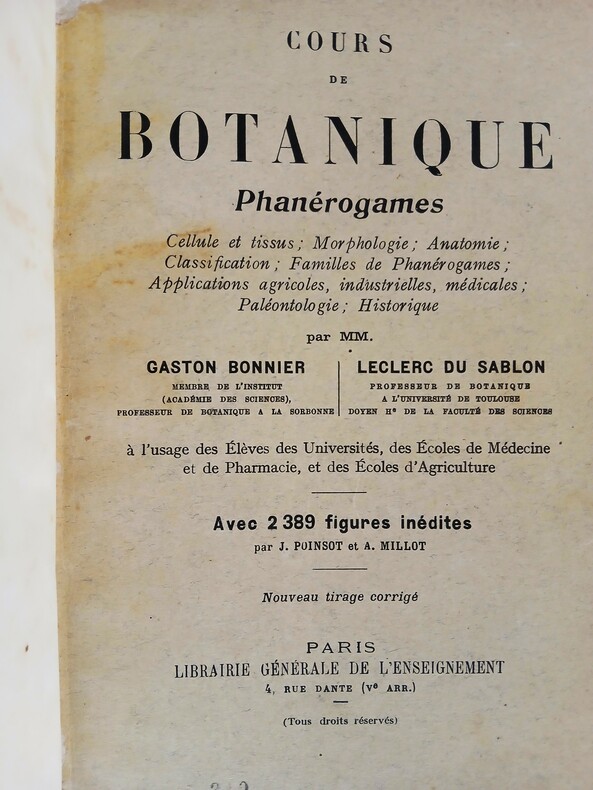 COURS
DE
BOTANIQUE
Phanérogames
Cellule et tissus ; Morphologie ; Anatomie ;
Classification ; Familles de Phanérogames ;
Applications agricoles, industrielles, médicales ;
Paléontologie ; Historique
par MM.
GASTON BONNIER
MEMBRE DE L'INSTITUT
(ACADÉMIE DES SCIENCES),
PROFESSEUR DE BOTANIQUE A LA SORBONNE
LECLERC DU SABLON
PROFESSEUR DE BOTANIQUE
A L'UNIVERSITÉ DE TOULOUSE
DOYEN Hre DE LA FACULTÉ DES SCIENCES
à l'usage des Élèves des Universités, des Écoles de Médecine
et de Pharmacie, et des Écoles d'Agriculture
Avec 2 389 figures inédites
par J. POINSOT et A. MILLOT
Nouveau tirage corrigé
PARIS
LIBRAIRIE GÉNÉRALE DE L'ENSEIGNEMENT
4, RUE DANTE (Ve ARR.)
(Tous droits réservés)